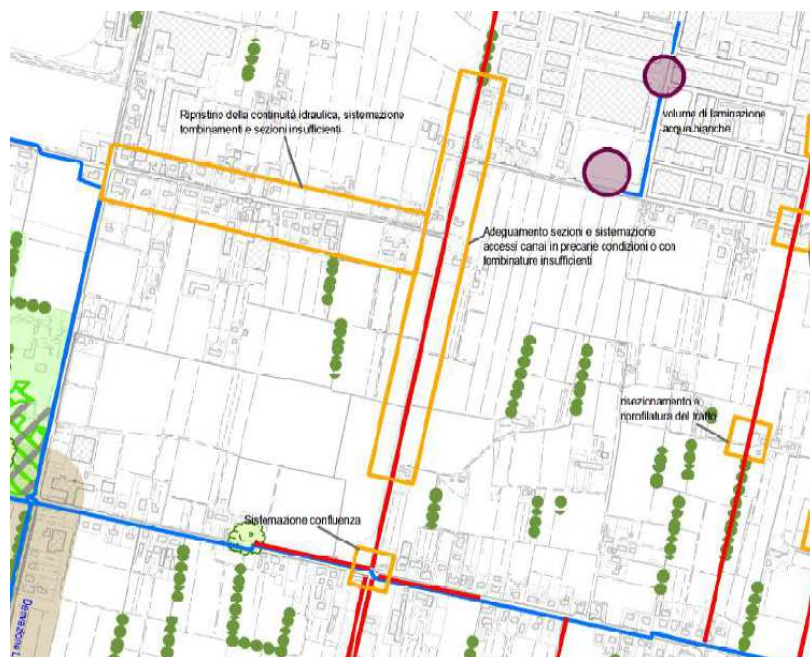 Ripristino della continuità idraulica, sistemazione
tombinamenti e sezioni insufficienti.
volume di laminazione
acque bianche
Adeguamento sezioni e sistemazione
accessi carrai in precarie condizioni o con
tombinature insufficienti
risezionamento e
riprofilatura del tratto
Sistemazione confluenza
Derivazione